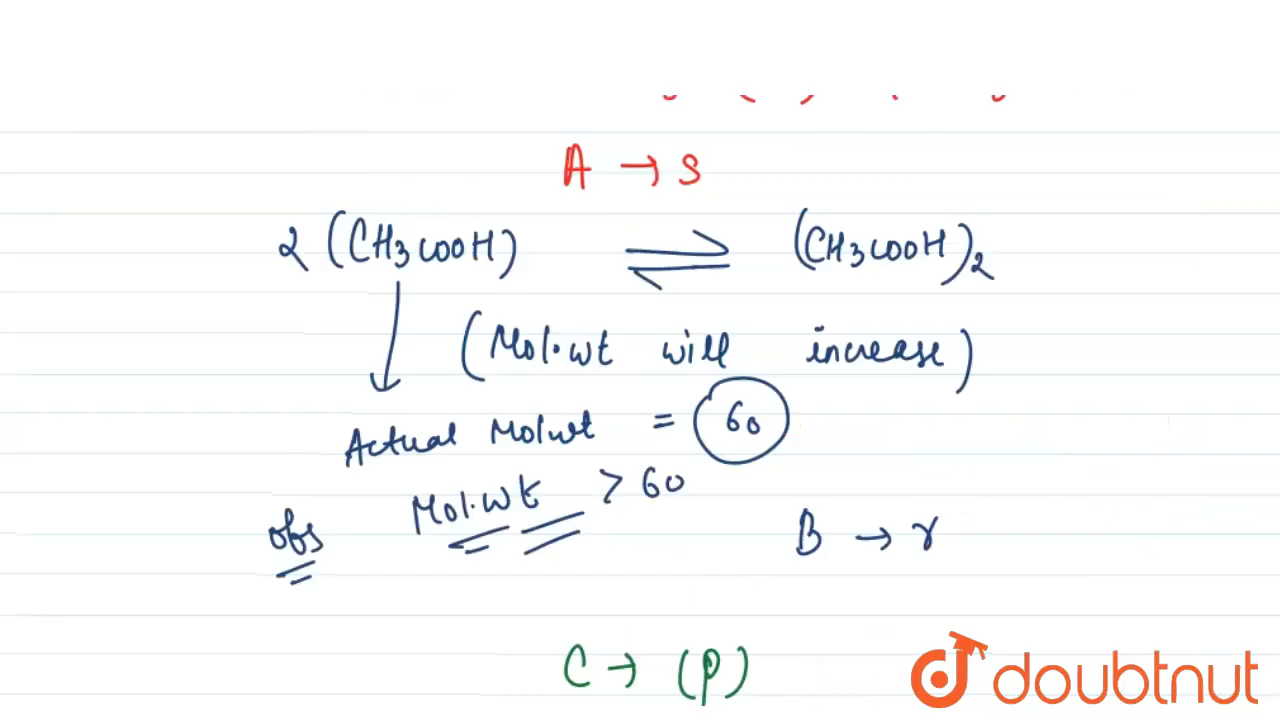 A → s
2 (CH3COOH) ⇌ (CH3COOH)2
(Mol.wt will increase)
Actual Mol wt = 60
obs Mol.wt > 60
B → r
C → (p)
doubtnut